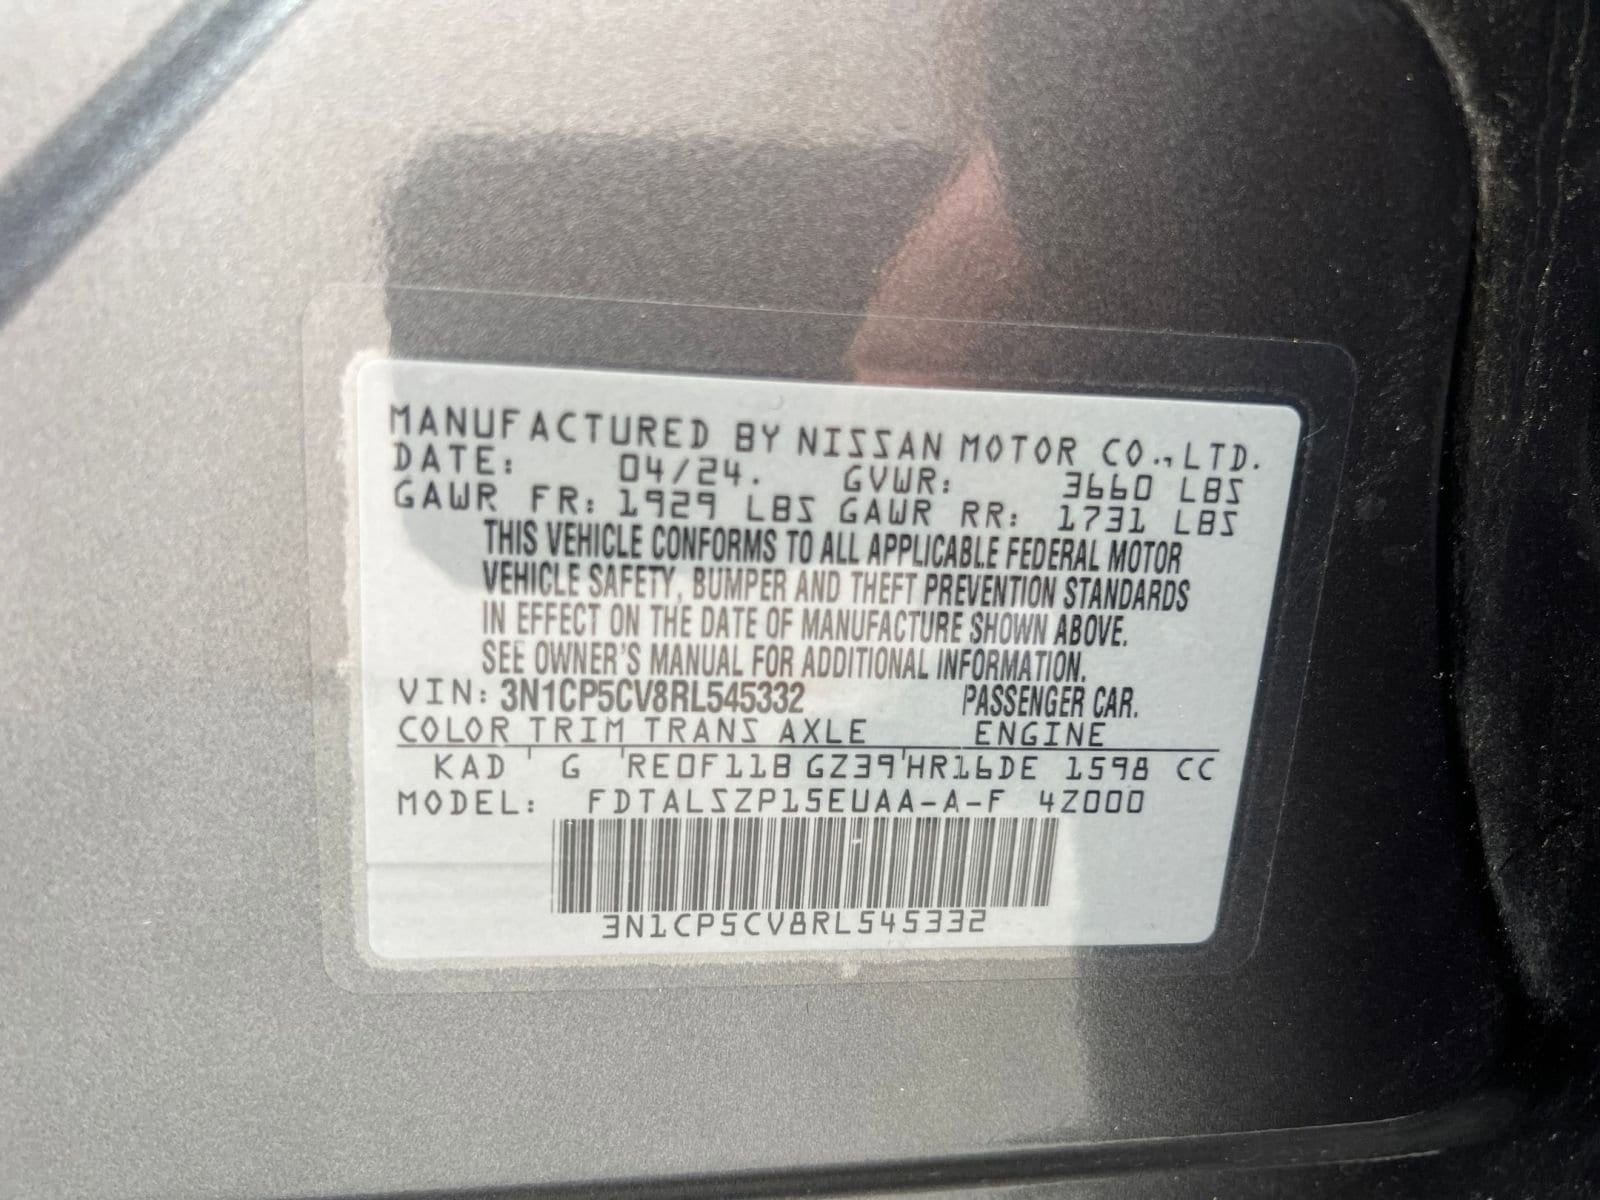 MANUFACTURED BY NISSAN MOTOR CO., LTD.
DATE: 04/24. GVWR: 3660 LBS
GAWR FR: 1929 LBS GAWR RR: 1731 LBS
THIS VEHICLE CONFORMS TO ALL APPLICABLE FEDERAL MOTOR
VEHICLE SAFETY, BUMPER AND THEFT PREVENTION STANDARDS
IN EFFECT ON THE DATE OF MANUFACTURE SHOWN ABOVE.
SEE OWNER'S MANUAL FOR ADDITIONAL INFORMATION.
VIN: 3N1CP5CV8RL545332 PASSENGER CAR.
COLOR TRIM TRANS AXLE ENGINE
KAD G RE0F11B GZ39 HR16DE 1598 CC
MODEL: FDTALSZP15EUAA-A-F 4Z000
3N1CP5CV8RL545332